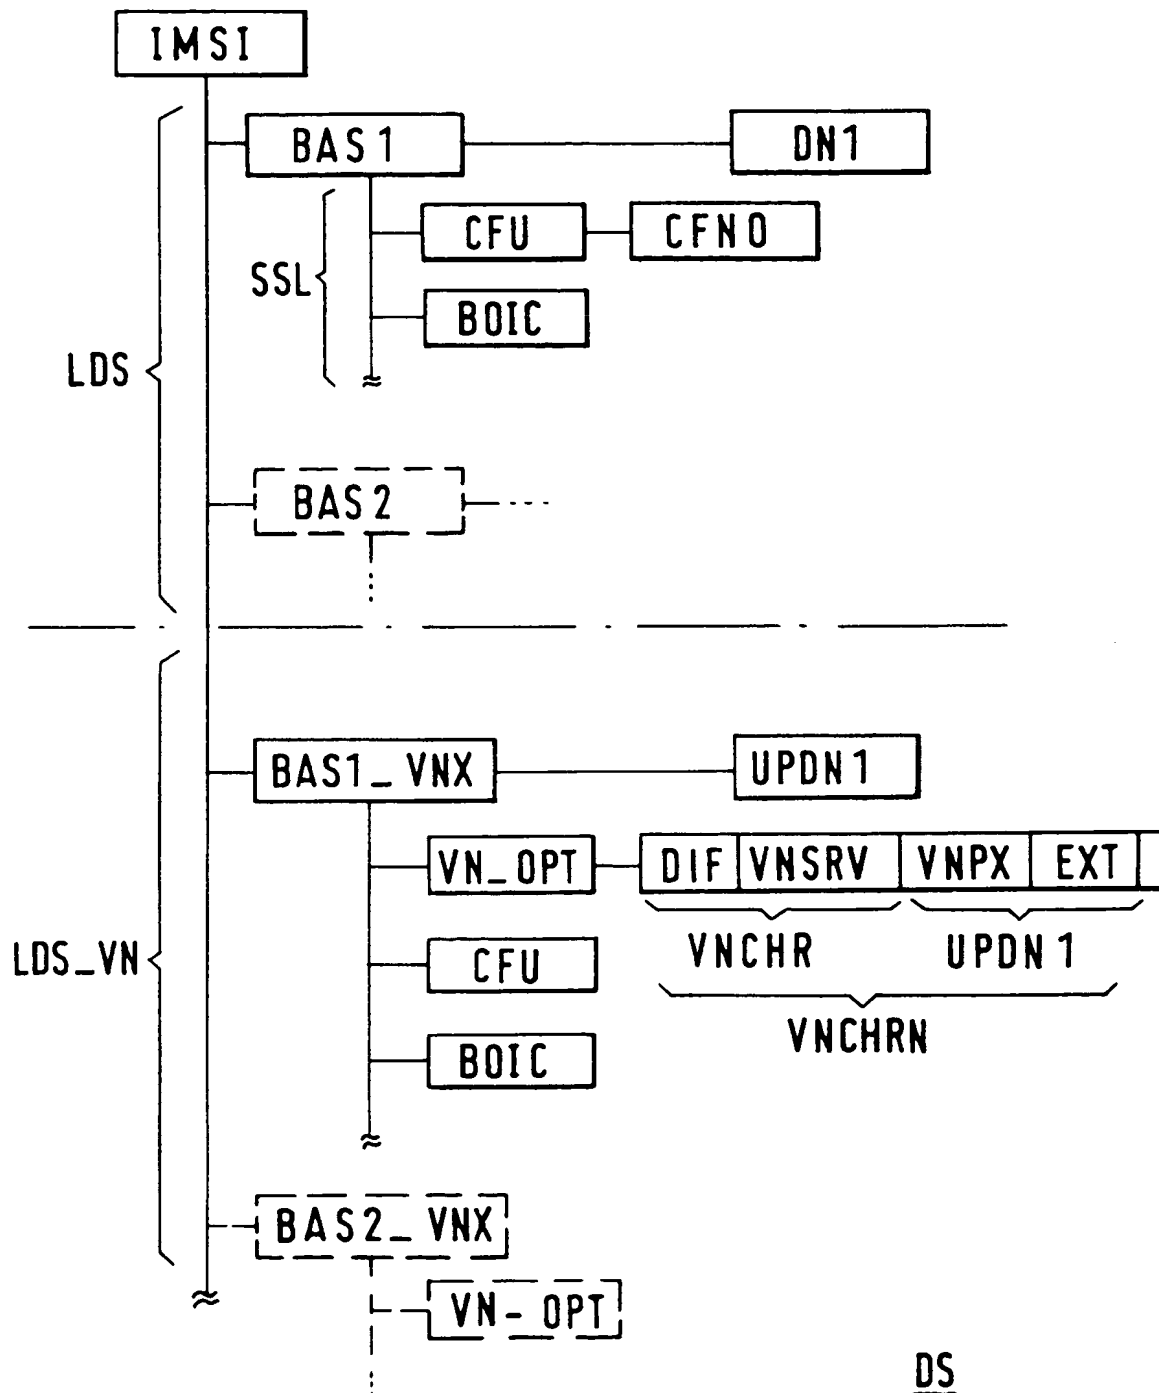 IMSI
BAS1
DN1
CFU
CFNO
SSL
BOIC
LDS
BAS2
BAS1_VNX
UPDN1
VN_OPT
DIF
VNSRV
VNPX
EXT
VNCHR
UPDN1
LDS_VN
CFU
VNCHRN
BOIC
BAS2_VNX
VN-OPT
DS